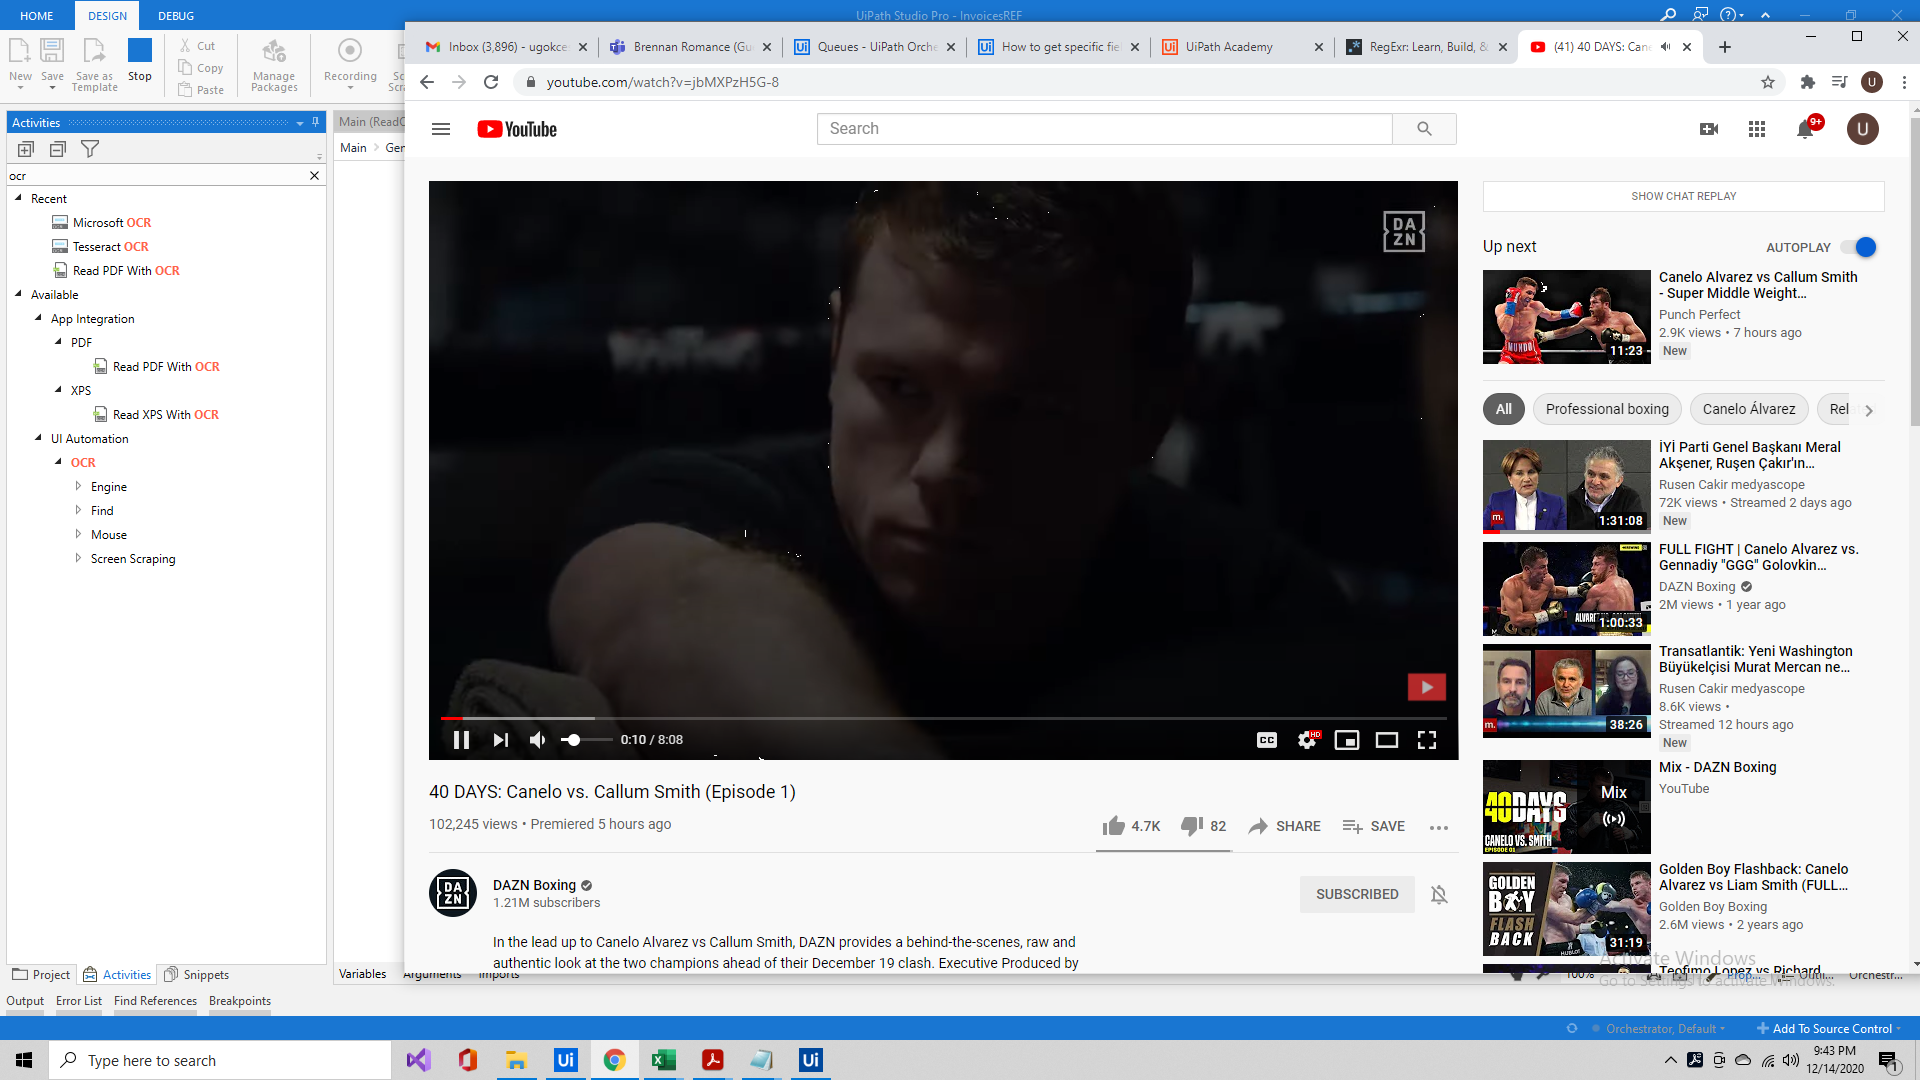 HOME
DESIGN
DEBUG
UiPath Studio Pro - InvoicesREF
New
Save
Save as Template
Stop
Cut
Copy
Paste
Manage Packages
Recording
Activities
ocr
Recent
Microsoft OCR
Tesseract OCR
Read PDF With OCR
Available
App Integration
PDF
Read PDF With OCR
XPS
Read XPS With OCR
UI Automation
OCR
Engine
Find
Mouse
Screen Scraping
Project
Activities
Snippets
Output
Error List
Find References
Breakpoints
Main
Variables
Arguments
Imports
Inbox (3,896) - ugokce
Brennan Romance (Gu
Queues - UiPath Orche
How to get specific fie
UiPath Academy
RegExr: Learn, Build, &
(41) 40 DAYS: Can
youtube.com/watch?v=jbMXPzH5G-8
U
YouTube
Search
9+
U
DA
ZN
0:10 / 8:08
CC
HD
40 DAYS: Canelo vs. Callum Smith (Episode 1)
102,245 views • Premiered 5 hours ago
4.7K
82
SHARE
SAVE
DA
ZN
DAZN Boxing
1.21M subscribers
SUBSCRIBED
In the lead up to Canelo Alvarez vs Callum Smith, DAZN provides a behind-the-scenes, raw and
authentic look at the two champions ahead of their December 19 clash. Executive Produced by
SHOW CHAT REPLAY
Up next
AUTOPLAY
MUNDO
11:23
Canelo Alvarez vs Callum Smith
- Super Middle Weight...
Punch Perfect
2.9K views • 7 hours ago
New
All
Professional boxing
Canelo Álvarez
Rel
m.
1:31:08
İYİ Parti Genel Başkanı Meral
Akşener, Ruşen Çakır'ın...
Rusen Cakir medyascope
72K views • Streamed 2 days ago
New
1:00:33
FULL FIGHT | Canelo Alvarez vs.
Gennadiy "GGG" Golovkin...
DAZN Boxing
2M views • 1 year ago
m.
38:26
Transatlantik: Yeni Washington
Büyükelçisi Murat Mercan ne...
Rusen Cakir medyascope
8.6K views •
Streamed 12 hours ago
New
40DAYS
CANELO VS. SMITH
EPISODE 01
Mix
Mix - DAZN Boxing
YouTube
GOLDEN
BOY
FLASH
BACK
31:19
Golden Boy Flashback: Canelo
Alvarez vs Liam Smith (FULL...
Golden Boy Boxing
2.6M views • 2 years ago
Teofimo Lopez vs Richard
Activate Windows
Go to Settings to activate Windows.
100%
Prop...
Outli...
Orchestr...
Orchestrator, Default
Add To Source Control
Type here to search
Ui
Ui
9:43 PM
12/14/2020
1